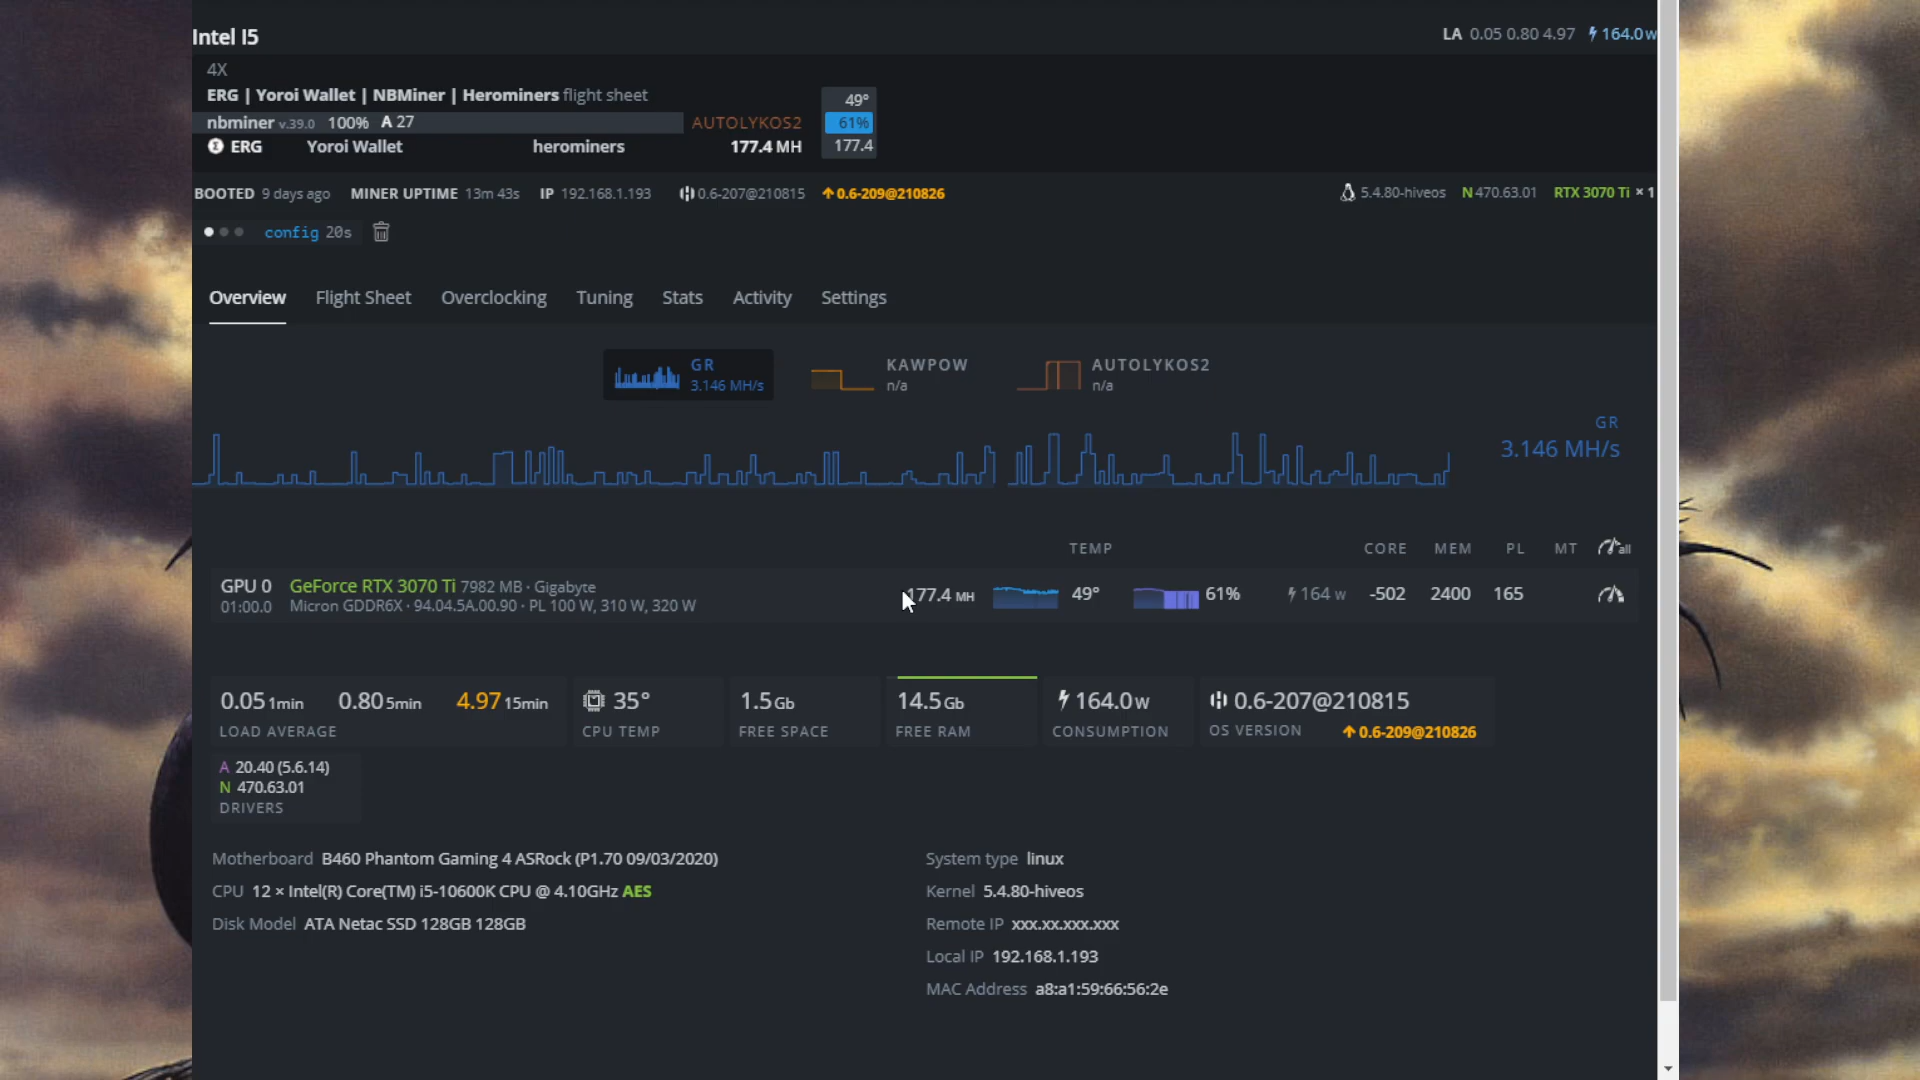 Intel I5
LA 0.05 0.80 4.97 164.0 w
4X
ERG | Yoroi Wallet | NBMiner | Herominers flight sheet
49°
nbminer v.39.0 100% A 27 AUTOLYKOS2 61%
ERG Yoroi Wallet herominers 177.4 MH 177.4
BOOTED 9 days ago MINER UPTIME 13m 43s IP 192.168.1.193 0.6-207@210815 0.6-209@210826 5.4.80-hiveos N 470.63.01 RTX 3070 Ti × 1
config 20s
Overview Flight Sheet Overclocking Tuning Stats Activity Settings
GR KAWPOW AUTOLYKOS2
3.146 MH/s n/a n/a
GR
3.146 MH/s
TEMP CORE MEM PL MT all
GPU 0 GeForce RTX 3070 Ti 7982 MB · Gigabyte 177.4 MH 49° 61% 164 w -502 2400 165
01:00.0 Micron GDDR6X · 94.04.5A.00.90 · PL 100 W, 310 W, 320 W
0.05 1min 0.80 5min 4.97 15min 35° 1.5 Gb 14.5 Gb 164.0 w 0.6-207@210815
LOAD AVERAGE CPU TEMP FREE SPACE FREE RAM CONSUMPTION OS VERSION 0.6-209@210826
A 20.40 (5.6.14)
N 470.63.01
DRIVERS
Motherboard B460 Phantom Gaming 4 ASRock (P1.70 09/03/2020)
CPU 12 × Intel(R) Core(TM) i5-10600K CPU @ 4.10GHz AES
Disk Model ATA Netac SSD 128GB 128GB
System type linux
Kernel 5.4.80-hiveos
Remote IP xxx.xx.xxx.xxx
Local IP 192.168.1.193
MAC Address a8:a1:59:66:56:2e